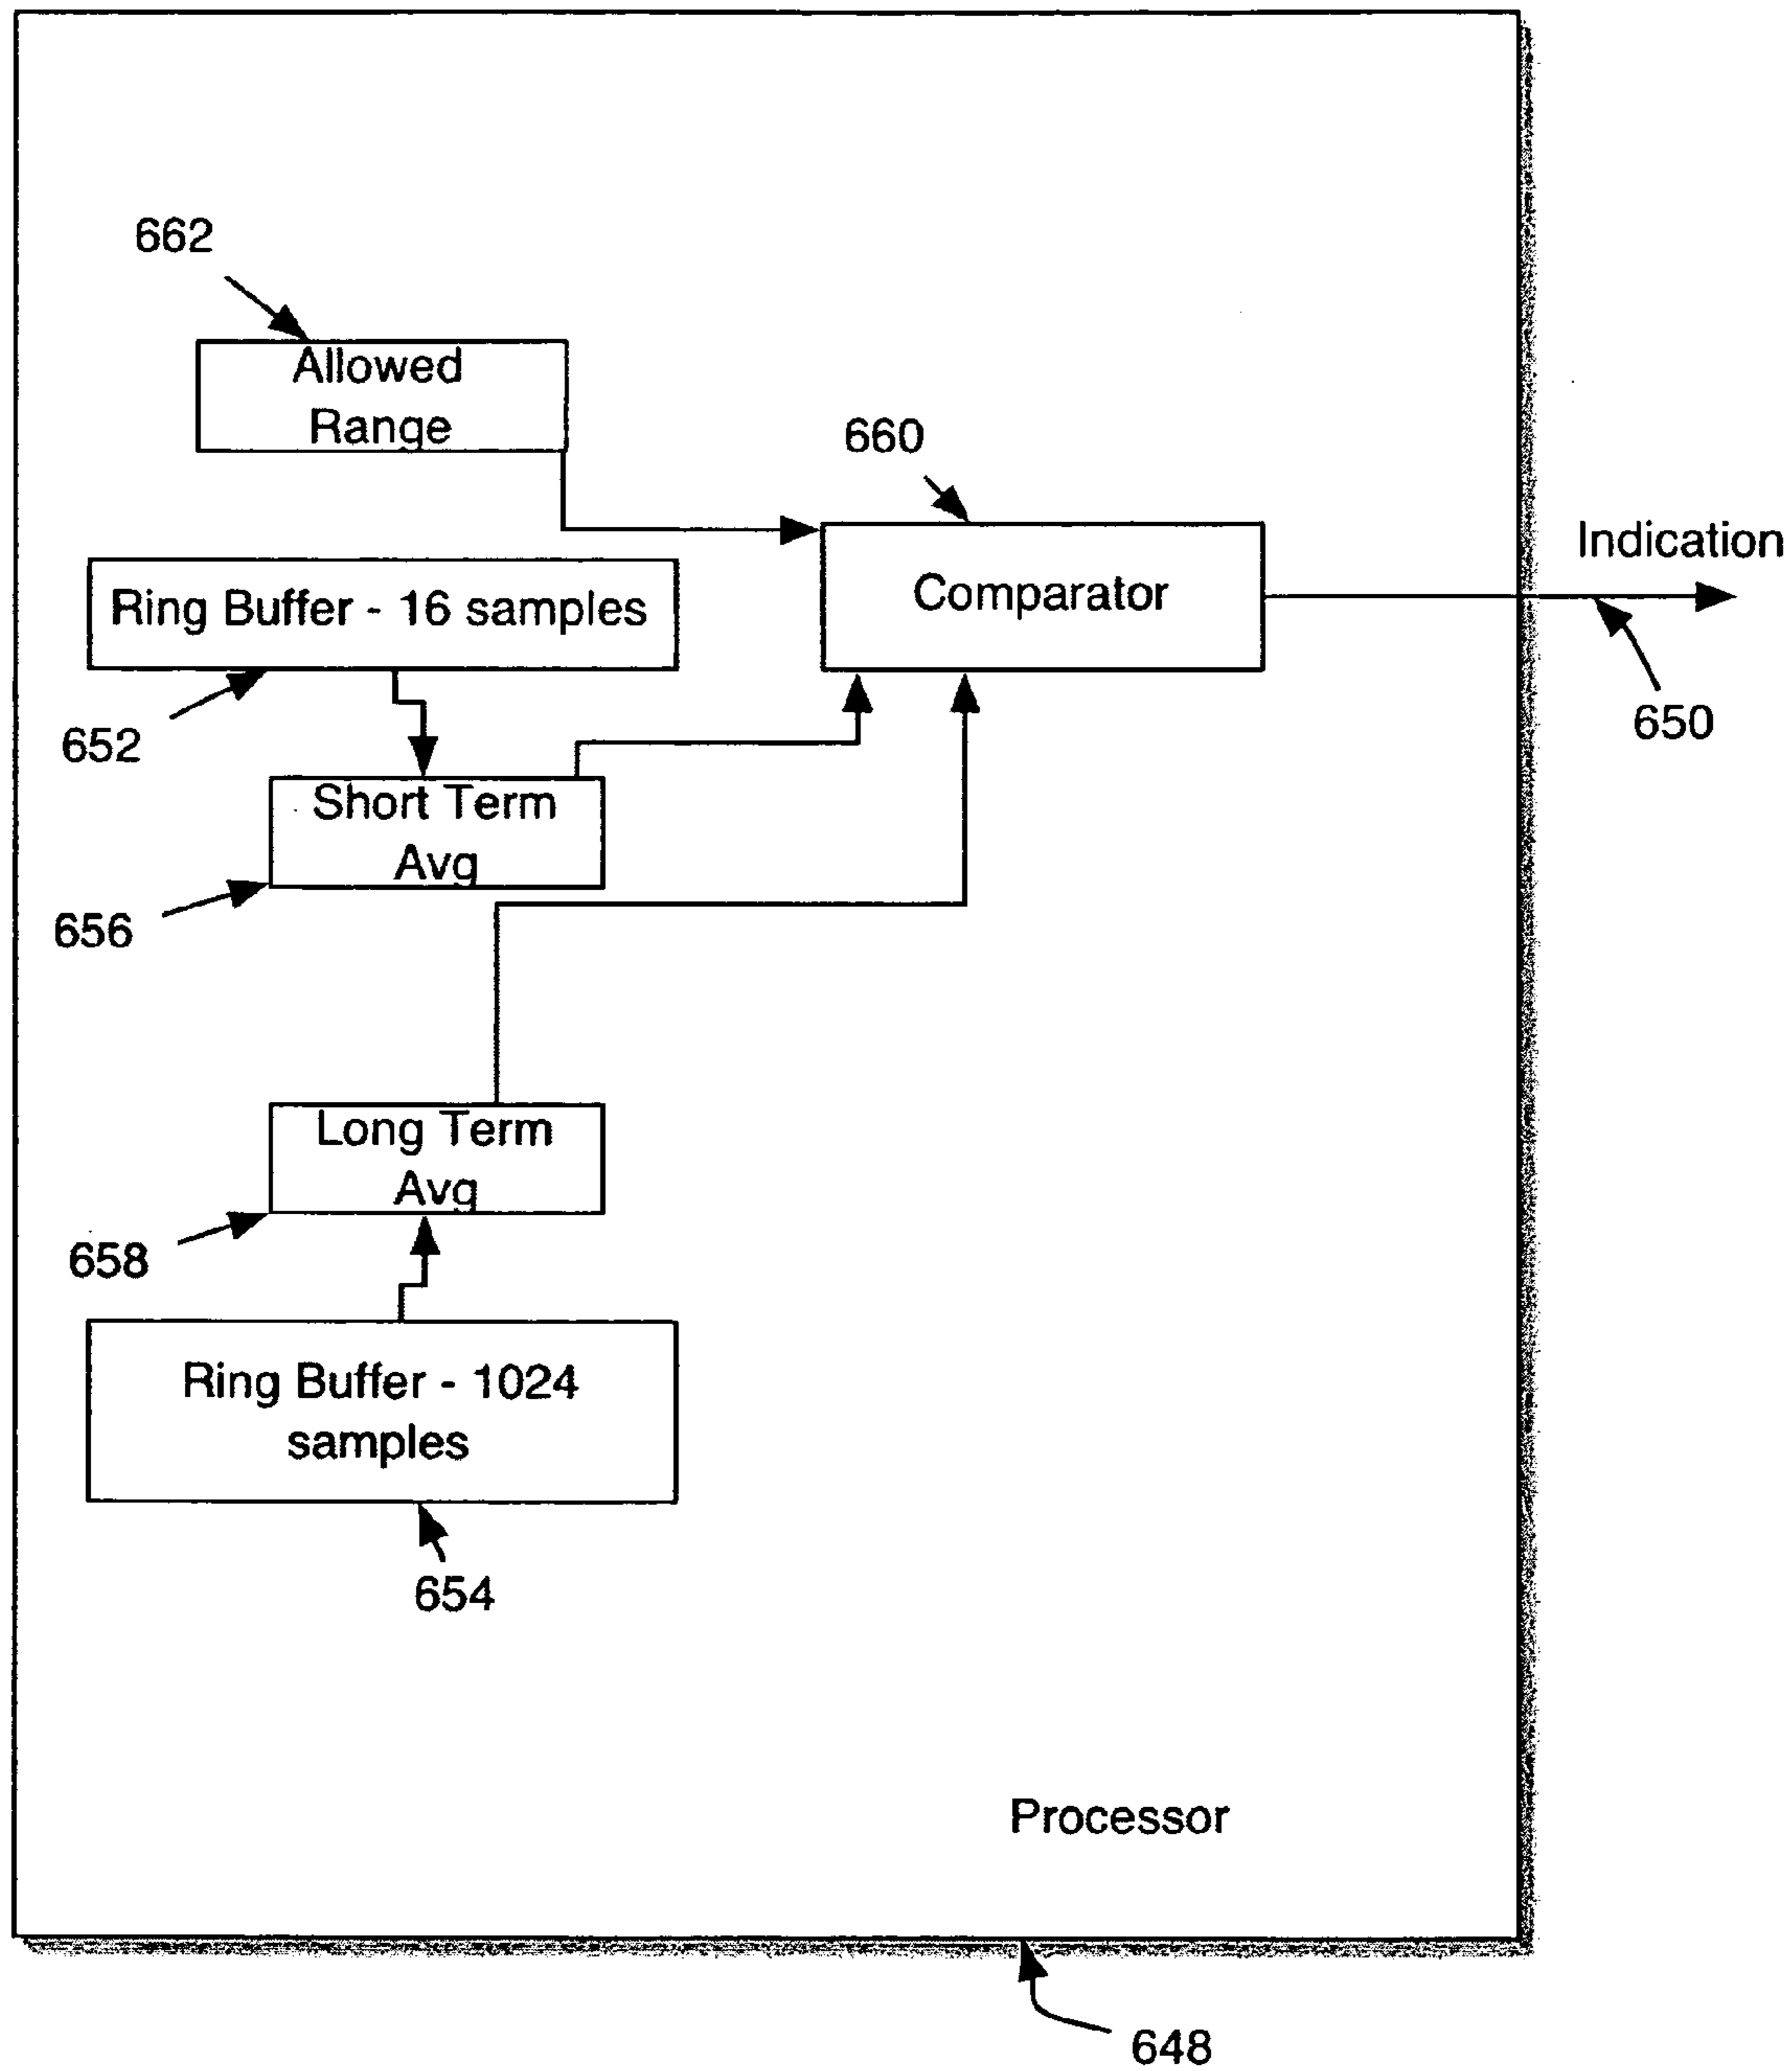 662
Allowed
Range
660
Indication
Ring Buffer - 16 samples
Comparator
650
652
Short Term
Avg
656
Long Term
Avg
658
Ring Buffer - 1024
samples
654
Processor
648